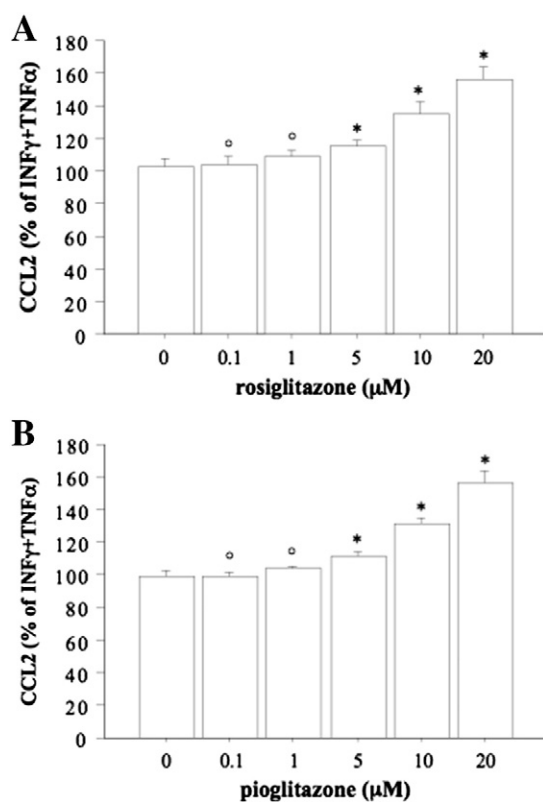 A
180
160
140
120
100
80
60
40
20
0
CCL2 (% of INFγ+TNFα)
° ° * * *
0 0.1 1 5 10 20
rosiglitazone (μM)
B
180
160
140
120
100
80
60
40
20
0
CCL2 (% of INFγ+TNFα)
° ° * * *
0 0.1 1 5 10 20
pioglitazone (μM)